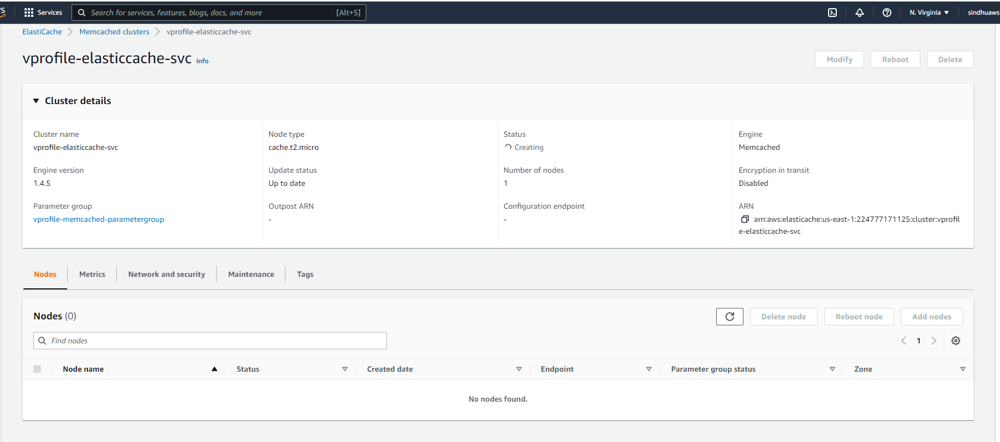 Services
Search for services, features, blogs, docs, and more [Alt+S]
N. Virginia
sindhuaws
ElastiCache
Memcached clusters
vprofile-elasticcache-svc
vprofile-elasticcache-svc Info
Modify
Reboot
Delete
Cluster details
Cluster name
vprofile-elasticcache-svc
Node type
cache.t2.micro
Status
Creating
Engine
Memcached
Engine version
1.4.5
Update status
Up to date
Number of nodes
1
Encryption in transit
Disabled
Parameter group
vprofile-memcached-parametergroup
Outpost ARN
-
Configuration endpoint
-
ARN
arn:aws:elasticache:us-east-1:224777171125:cluster:vprofil
e-elasticcache-svc
Nodes
Metrics
Network and security
Maintenance
Tags
Nodes (0)
Delete node
Reboot node
Add nodes
Find nodes
1
Node name
Status
Created date
Endpoint
Parameter group status
Zone
No nodes found.